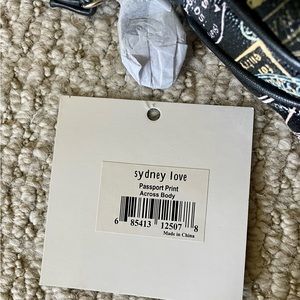 sydney love
Passport Print
Across Body
6 85413 12507 8
Made in China